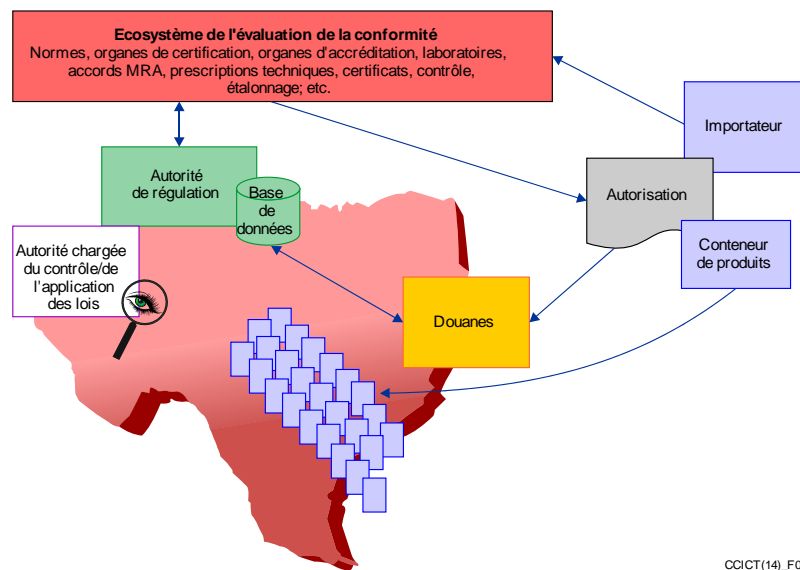 Ecosystème de l'évaluation de la conformité
Normes, organes de certification, organes d'accréditation, laboratoires,
accords MRA, prescriptions techniques, certificats, contrôle,
étalonnage; etc.
Importateur
Autorité
de régulation
Base
de
données
Autorisation
Autorité chargée
du contrôle/de
l'application
des lois
Conteneur
de produits
Douanes
CCICT(14)_F0